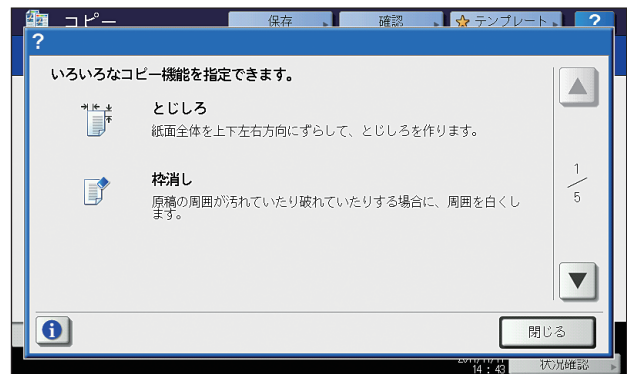 コピー
保存
確認
テンプレート
?
?
いろいろなコピー機能を指定できます。
とじしろ
紙面全体を上下左右方向にずらして、とじしろを作ります。
枠消し
原稿の周囲が汚れていたり破れていたりする場合に、周囲を白くし
ます。
1
5
i
閉じる
14:43
状況確認